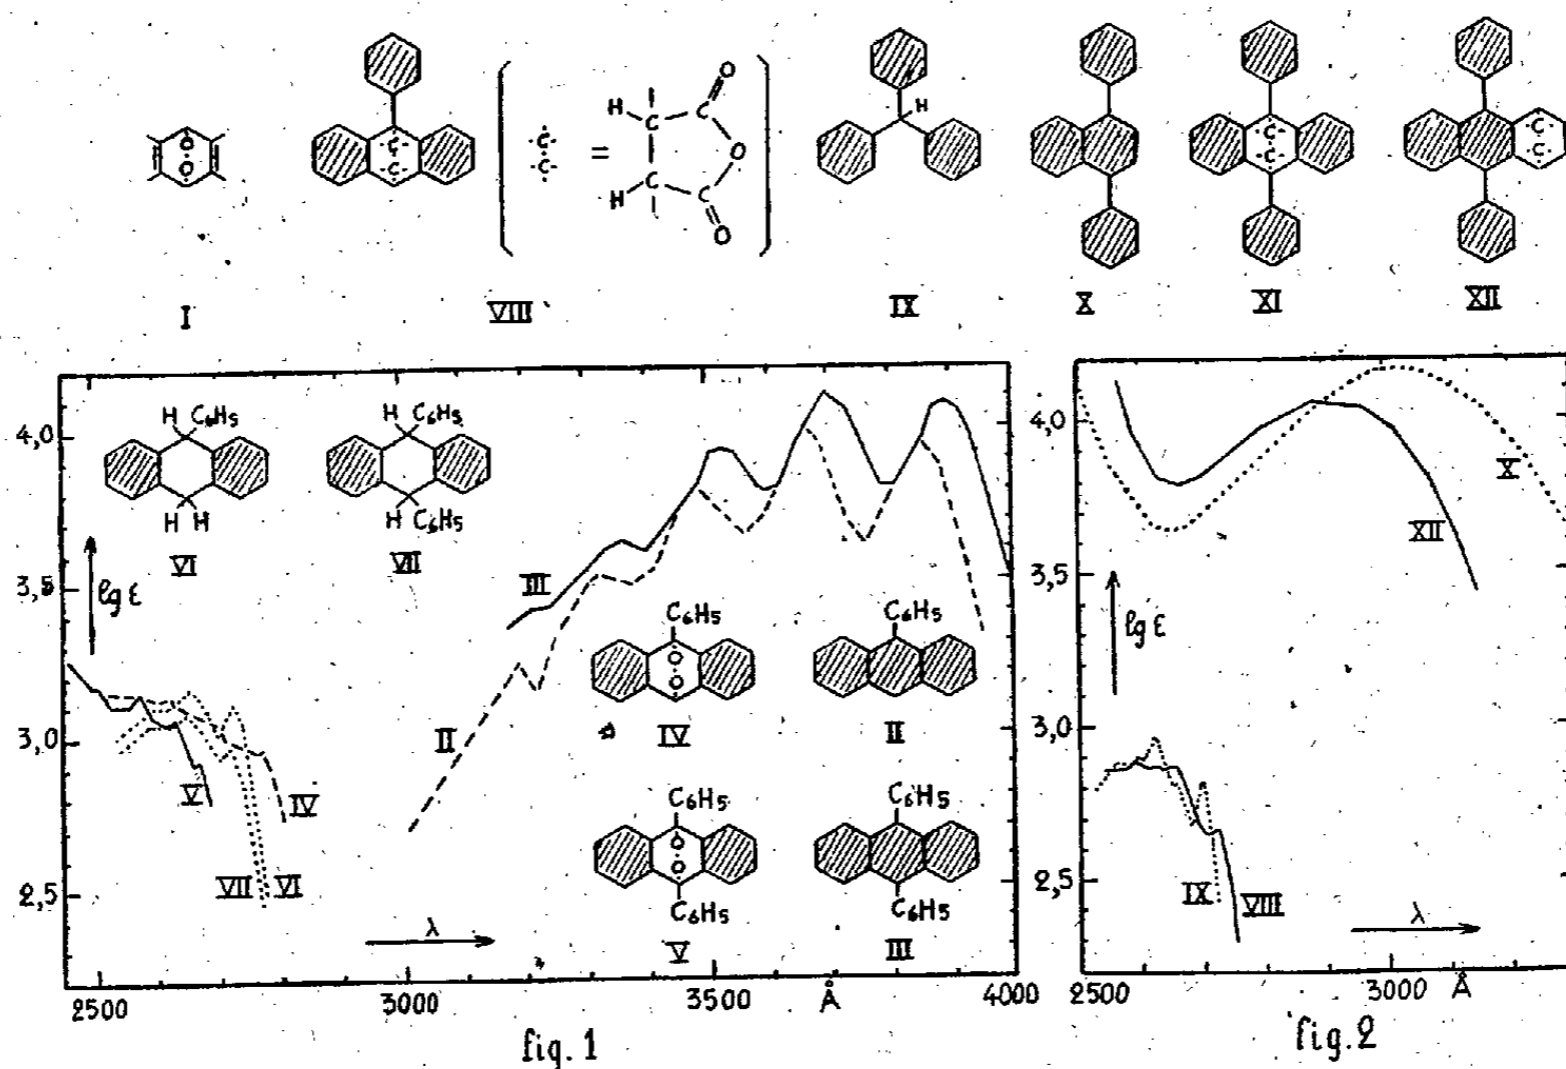 O
O
C
C
C
C
=
H
C
O
O
H
C
O
H
C
C
C
C
I
VIII
IX
X
XI
XII
H C₆H₅
H H
VI
H C₆H₅
H C₆H₅
VII
4,0
3,5
3,0
2,5
lg ε
III
II
V
IV
VII
VI
C₆H₅
O
O
IV
C₆H₅
II
C₆H₅
O
O
C₆H₅
V
C₆H₅
C₆H₅
III
λ
2500
3000
3500
Å
4000
fig. 1
4,0
3,5
3,0
2,5
lg ε
X
XII
IX
VIII
λ
2500
3000
Å
fig. 2